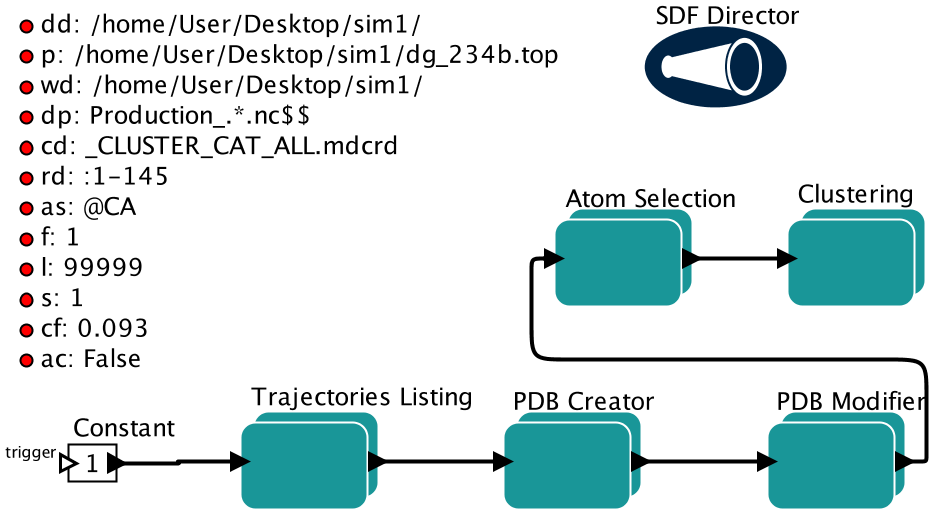 dd: /home/User/Desktop/sim1/
p: /home/User/Desktop/sim1/dg_234b.top
wd: /home/User/Desktop/sim1/
dp: Production_.*.nc$$
cd: _CLUSTER_CAT_ALL.mdcrd
rd: :1-145
as: @CA
f: 1
l: 99999
s: 1
cf: 0.093
ac: False
SDF Director
Atom Selection
Clustering
Constant
trigger
1
Trajectories Listing
PDB Creator
PDB Modifier